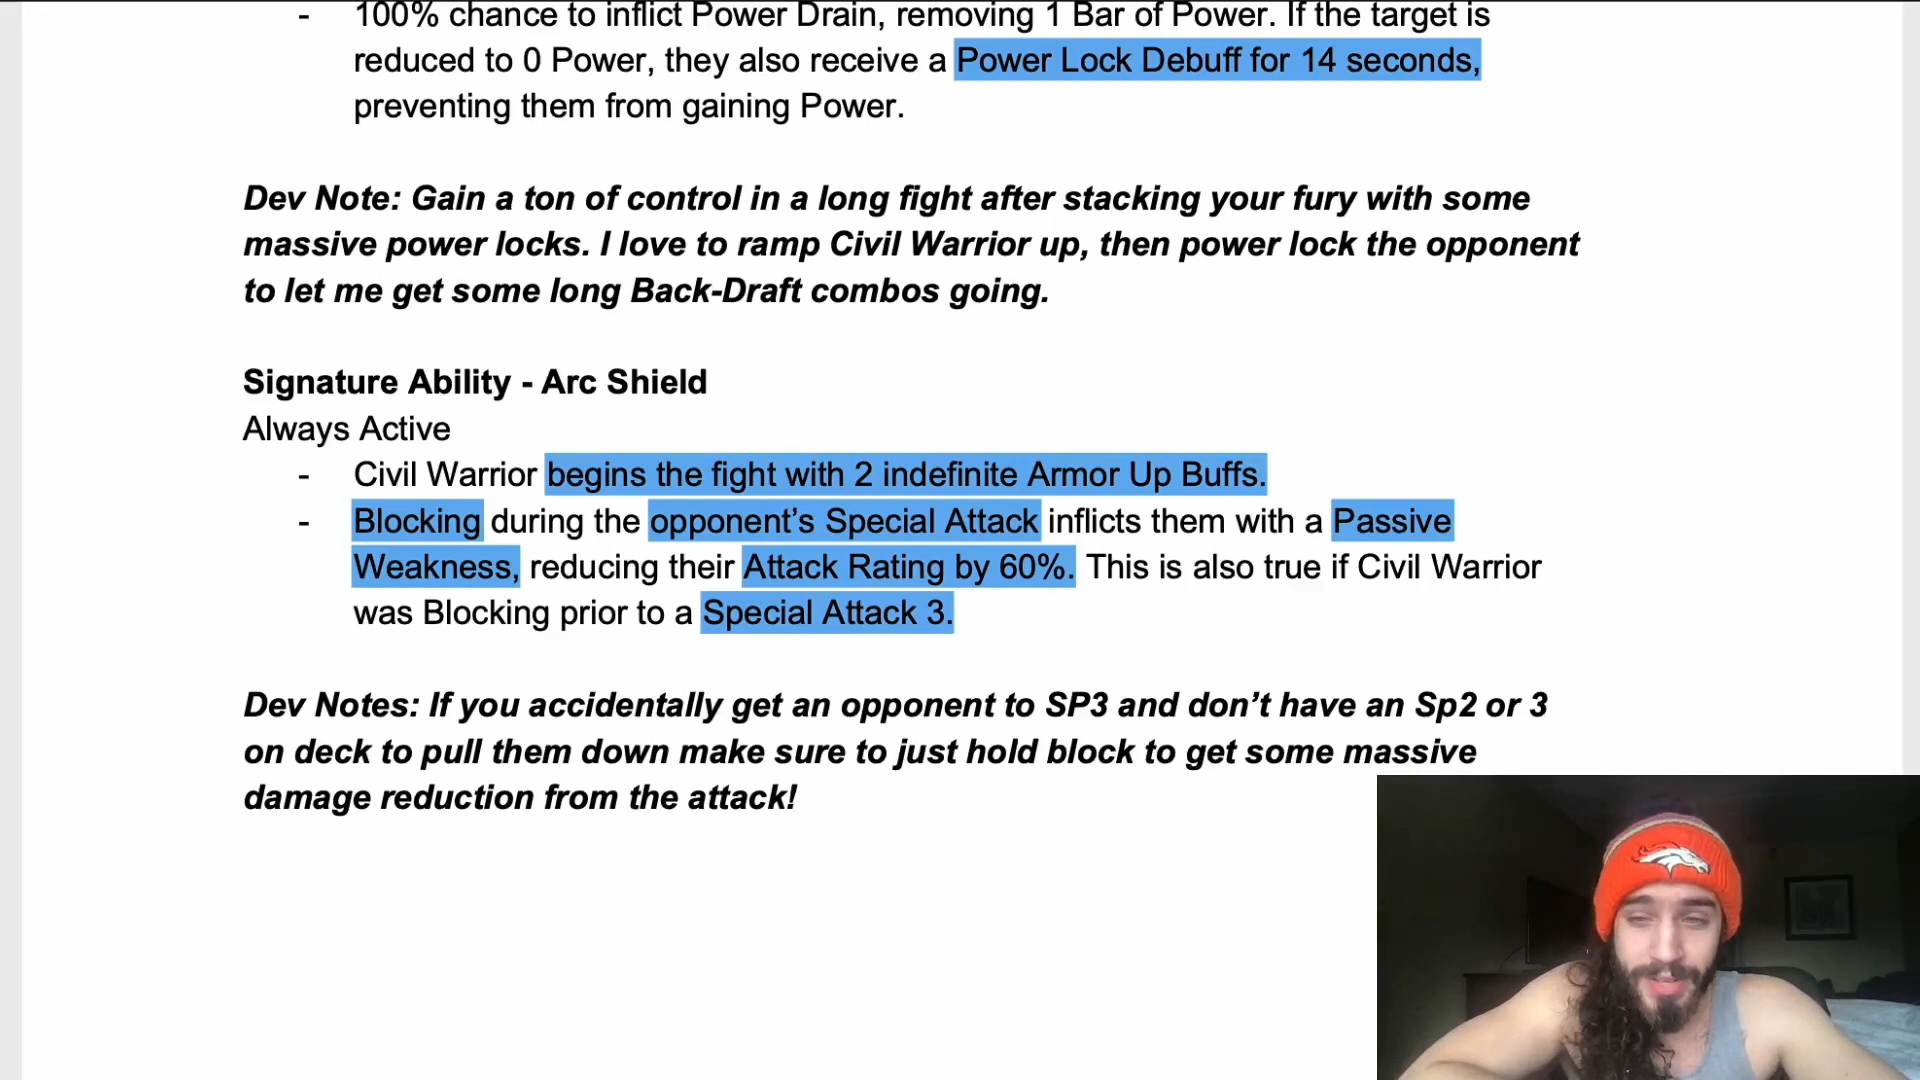 - 100% chance to inflict Power Drain, removing 1 Bar of Power. If the target is
reduced to 0 Power, they also receive a Power Lock Debuff for 14 seconds,
preventing them from gaining Power.
Dev Note: Gain a ton of control in a long fight after stacking your fury with some
massive power locks. I love to ramp Civil Warrior up, then power lock the opponent
to let me get some long Back-Draft combos going.
Signature Ability - Arc Shield
Always Active
- Civil Warrior begins the fight with 2 indefinite Armor Up Buffs.
- Blocking during the opponent’s Special Attack inflicts them with a Passive
Weakness, reducing their Attack Rating by 60%. This is also true if Civil Warrior
was Blocking prior to a Special Attack 3.
Dev Notes: If you accidentally get an opponent to SP3 and don’t have an Sp2 or 3
on deck to pull them down make sure to just hold block to get some massive
damage reduction from the attack!